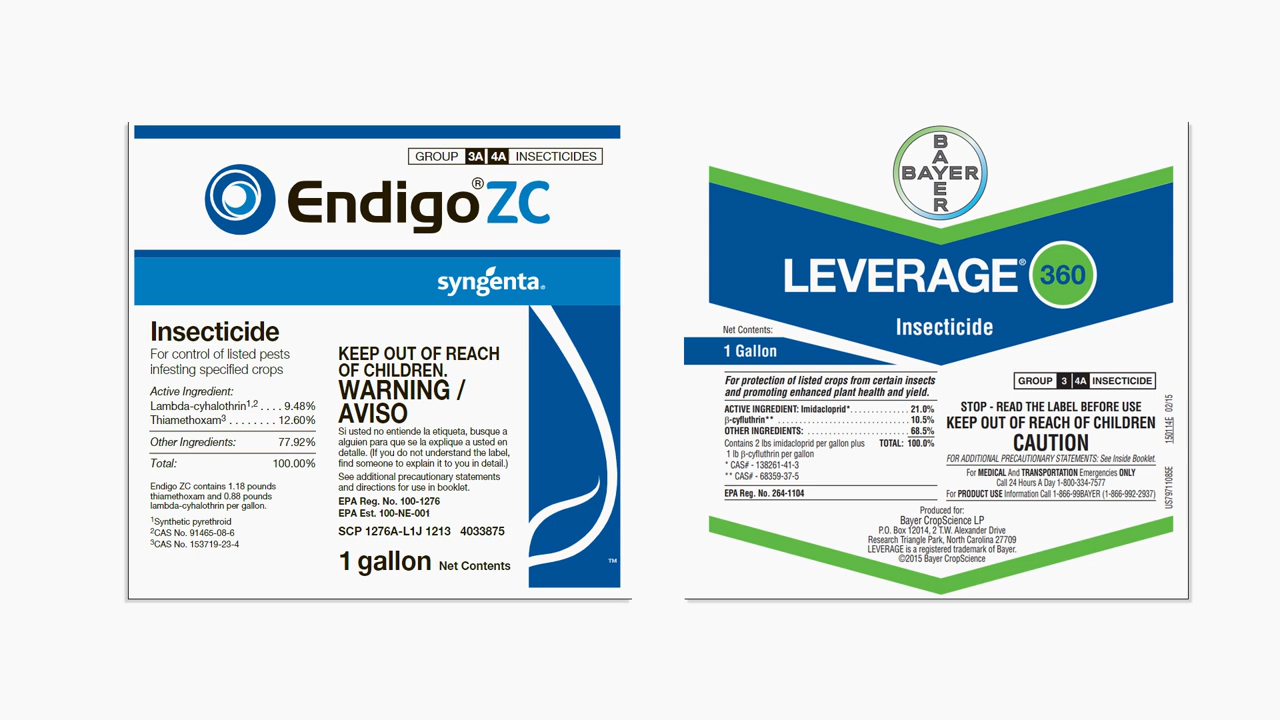 GROUP 3A 4A INSECTICIDES
Endigo® ZC
syngenta®
Insecticide
For control of listed pests
infesting specified crops
Active Ingredient:
Lambda-cyhalothrin1,2 . . . . 9.48%
Thiamethoxam3 . . . . . . . . 12.60%
Other Ingredients: 77.92%
Total: 100.00%
Endigo ZC contains 1.18 pounds
thiamethoxam and 0.88 pounds
lambda-cyhalothrin per gallon.
1Synthetic pyrethroid
2CAS No. 91465-08-6
3CAS No. 153719-23-4
KEEP OUT OF REACH
OF CHILDREN.
WARNING /
AVISO
Si usted no entiende la etiqueta, busque a
alguien para que se la explique a usted en
detalle. (If you do not understand the label,
find someone to explain it to you in detail.)
See additional precautionary statements
and directions for use in booklet.
EPA Reg. No. 100-1276
EPA Est. 100-NE-001
SCP 1276A-L1J 1213 4033875
1 gallon Net Contents
TM
BAYER
BAYER
LEVERAGE® 360
Insecticide
Net Contents:
1 Gallon
For protection of listed crops from certain insects
and promoting enhanced plant health and yield.
ACTIVE INGREDIENT: Imidacloprid* . . . . . . . . . . . . . 21.0%
β-cyfluthrin** . . . . . . . . . . . . . . . . . . . . . . . . . . 10.5%
OTHER INGREDIENTS: . . . . . . . . . . . . . . . . . . . . 68.5%
Contains 2 lbs imidacloprid per gallon plus TOTAL: 100.0%
1 lb β-cyfluthrin per gallon
* CAS# - 138261-41-3
** CAS# - 68359-37-5
EPA Reg. No. 264-1104
GROUP 3 4A INSECTICIDE
STOP - READ THE LABEL BEFORE USE
KEEP OUT OF REACH OF CHILDREN
CAUTION
FOR ADDITIONAL PRECAUTIONARY STATEMENTS: See Inside Booklet.
For MEDICAL And TRANSPORTATION Emergencies ONLY
Call 24 Hours A Day 1-800-334-7577
For PRODUCT USE Information Call 1-866-99BAYER (1-866-992-2937)
US79711085E 150114E 02/15
Produced for:
Bayer CropScience LP
P.O. Box 12014, 2 T.W. Alexander Drive
Research Triangle Park, North Carolina 27709
LEVERAGE is a registered trademark of Bayer.
©2015 Bayer CropScience